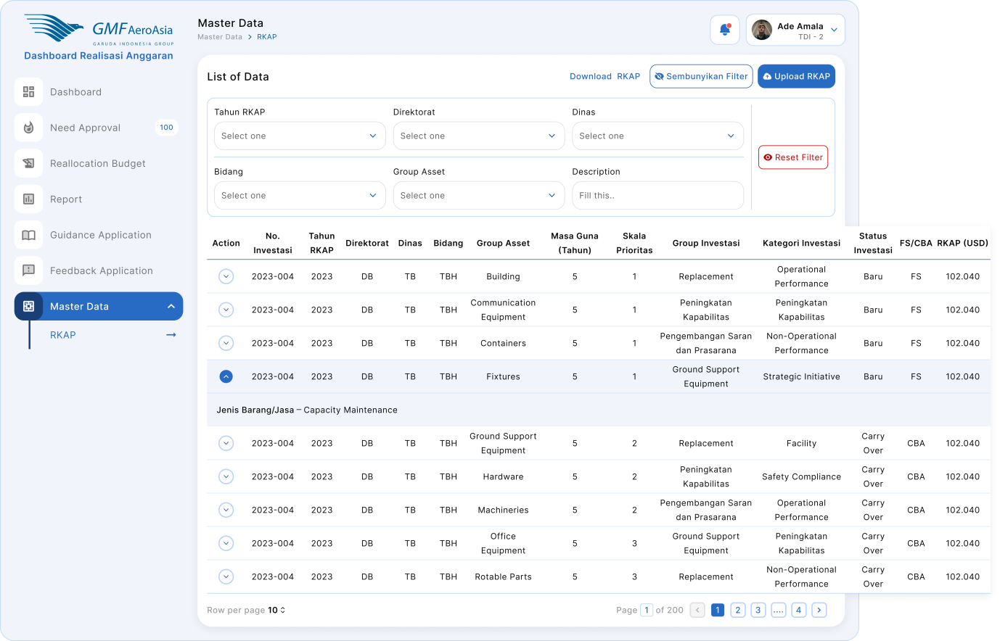 GMF AeroAsia
GARUDA INDONESIA GROUP
Dashboard Realisasi Anggaran
Dashboard
Need Approval 100
Reallocation Budget
Report
Guidance Application
Feedback Application
Master Data
RKAP
Master Data
Master Data > RKAP
Ade Amala
TDI - 2
List of Data
Download RKAP
Sembunyikan Filter
Upload RKAP
Tahun RKAP Direktorat Dinas
Select one Select one Select one
Reset Filter
Bidang Group Asset Description
Select one Select one Fill this..
Action No. Investasi Tahun RKAP Direktorat Dinas Bidang Group Asset Masa Guna (Tahun) Skala Prioritas Group Investasi Kategori Investasi Status Investasi FS/CBA RKAP (USD)
2023-004 2023 DB TB TBH Building 5 1 Replacement Operational Performance Baru FS 102.040
2023-004 2023 DB TB TBH Communication Equipment 5 1 Peningkatan Kapabilitas Peningkatan Kapabilitas Baru FS 102.040
2023-004 2023 DB TB TBH Containers 5 1 Pengembangan Saran dan Prasarana Non-Operational Performance Baru FS 102.040
2023-004 2023 DB TB TBH Fixtures 5 1 Ground Support Equipment Strategic Initiative Baru FS 102.040
Jenis Barang/Jasa – Capacity Maintenance
2023-004 2023 DB TB TBH Ground Support Equipment 5 2 Replacement Facility Carry Over CBA 102.040
2023-004 2023 DB TB TBH Hardware 5 2 Peningkatan Kapabilitas Safety Compliance Carry Over CBA 102.040
2023-004 2023 DB TB TBH Machineries 5 2 Pengembangan Saran dan Prasarana Operational Performance Carry Over CBA 102.040
2023-004 2023 DB TB TBH Office Equipment 5 3 Ground Support Equipment Peningkatan Kapabilitas Carry Over CBA 102.040
2023-004 2023 DB TB TBH Rotable Parts 5 3 Replacement Non-Operational Performance Carry Over CBA 102.040
Row per page 10
Page 1 of 200 < 1 2 3 .... 4 >